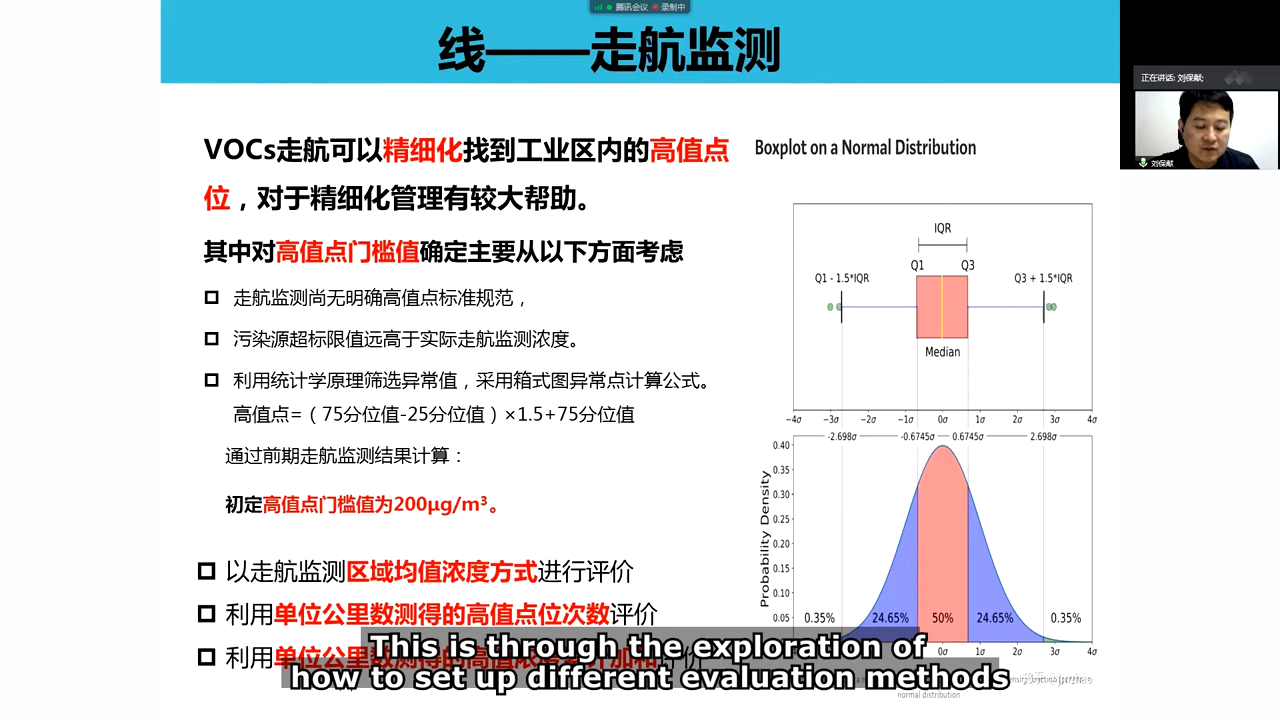 腾讯会议 录制中
线——走航监测
正在讲话: 刘保献;
刘保献
VOCs走航可以精细化找到工业区内的高值点
位，对于精细化管理有较大帮助。
其中对高值点门槛值确定主要从以下方面考虑
走航监测尚无明确高值点标准规范，
污染源超标限值远高于实际走航监测浓度。
利用统计学原理筛选异常值，采用箱式图异常点计算公式。
高值点=（75分位值-25分位值）×1.5+75分位值
通过前期走航监测结果计算：
初定高值点门槛值为200μg/m³。
以走航监测区域均值浓度方式进行评价
利用单位公里数测得的高值点位次数评价
利用单位公里数测得的高值
Boxplot on a Normal Distribution
IQR
Q1 Q3
Q1 - 1.5*IQR Q3 + 1.5*IQR
Median
−4σ −3σ −2σ −1σ 0σ 1σ 2σ 3σ 4σ
-2.698σ -0.6745σ 0.6745σ 2.698σ
0.40
0.35
0.30
0.25
0.20
0.15
0.10
0.05
Probability Density
0.35% 24.65% 50% 24.65% 0.35%
0σ 1σ 2σ 3σ 4σ
normal distribution
This is through the exploration of
how to set up different evaluation methods